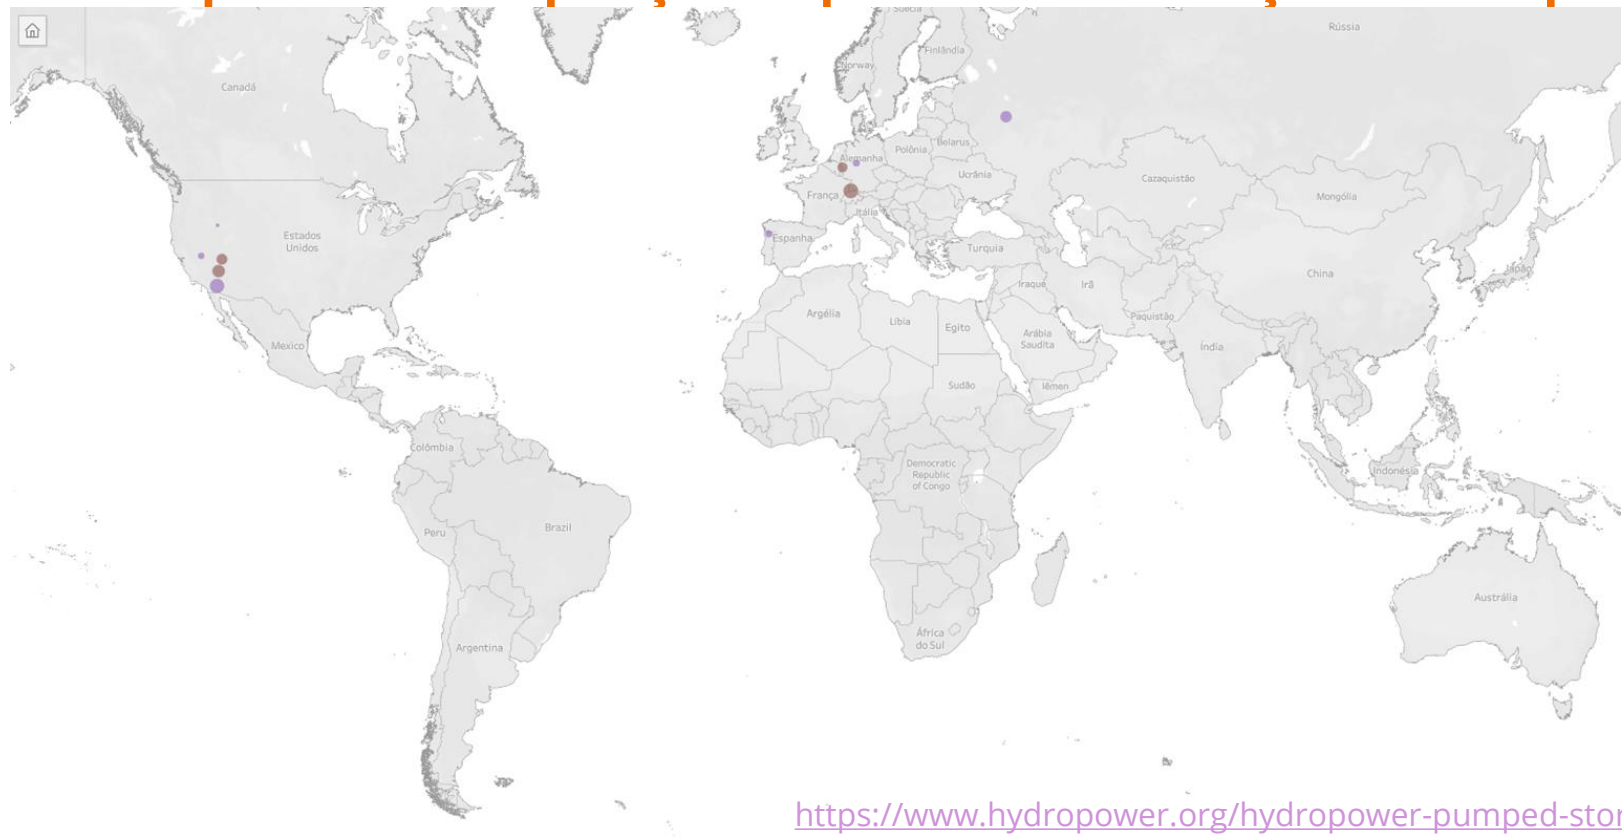 Suécia
Rússia
Finlândia
Norway
Canadá
Belarus
Polônia
Alemanha
Ucrânia
Cazaquistão
França
Mongólia
Itália
Estados
Unidos
Espanha
Turquia
Japão
China
Iraque
Irã
Argélia
Líbia
Egito
Paquistão
Arábia
Saudita
Mexico
Índia
Sudão
Iêmen
Colômbia
Democratic
Republic
of Congo
Indonésia
Peru
Brazil
Austrália
África
do Sul
Argentina
https://www.hydropower.org/hydropower-pumped-stor